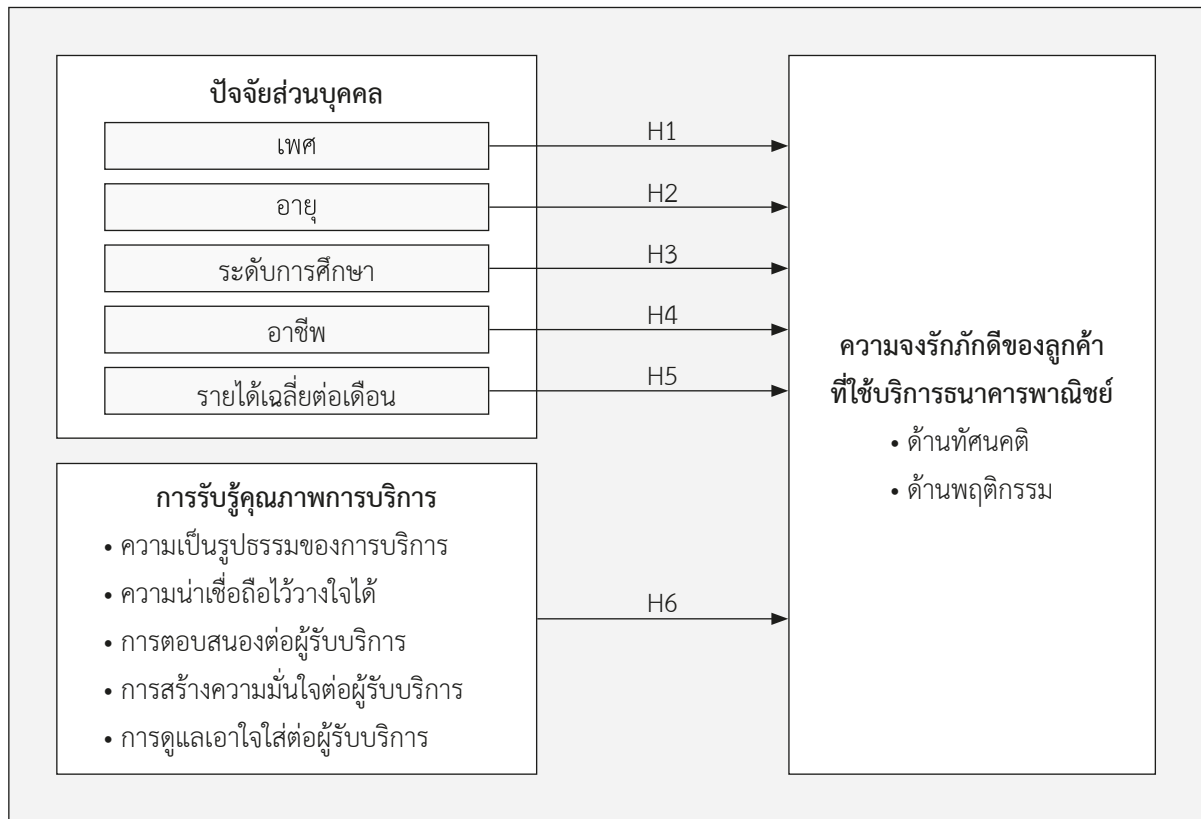 ปัจจัยส่วนบุคคล
เพศ
H1
อายุ
H2
ระดับการศึกษา
H3
อาชีพ
H4
รายได้เฉลี่ยต่อเดือน
H5
การรับรู้คุณภาพการบริการ
• ความเป็นรูปธรรมของการบริการ
• ความน่าเชื่อถือไว้วางใจได้
• การตอบสนองต่อผู้รับบริการ
• การสร้างความมั่นใจต่อผู้รับบริการ
• การดูแลเอาใจใส่ต่อผู้รับบริการ
H6
ความจงรักภักดีของลูกค้า
ที่ใช้บริการธนาคารพาณิชย์
• ด้านทัศนคติ
• ด้านพฤติกรรม